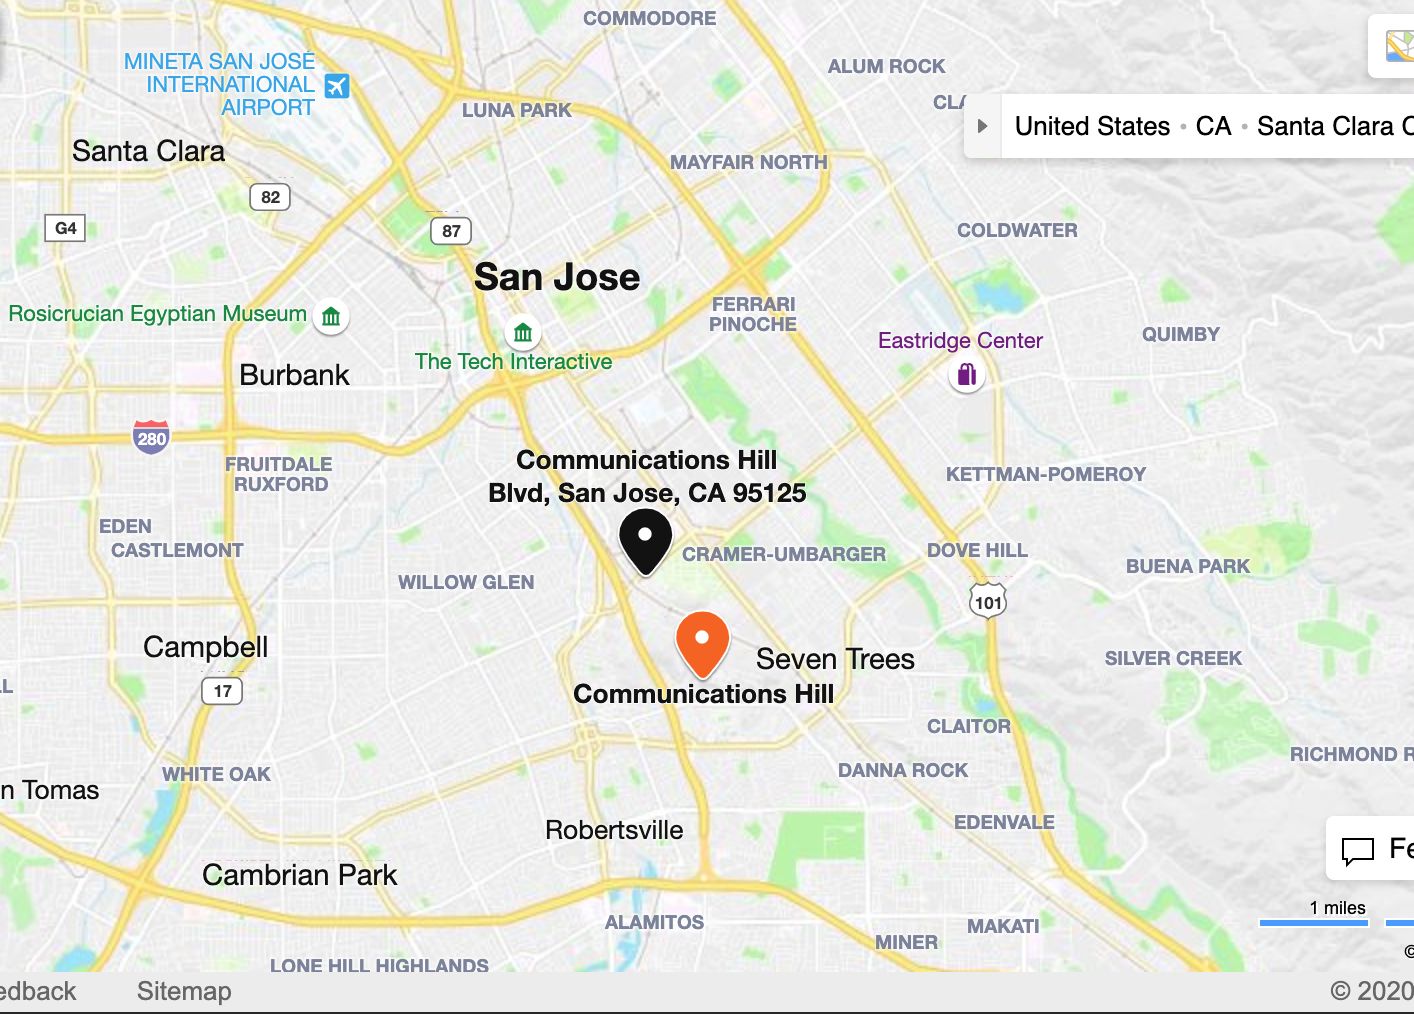 COMMODORE
MINETA SAN JOSÉ
INTERNATIONAL
AIRPORT
ALUM ROCK
LUNA PARK
CLA
United States • CA • Santa Clara C
Santa Clara
MAYFAIR NORTH
82
G4
87
COLDWATER
San Jose
Rosicrucian Egyptian Museum
FERRARI
PINOCHE
QUIMBY
Eastridge Center
The Tech Interactive
Burbank
280
FRUITDALE
RUXFORD
Communications Hill
Blvd, San Jose, CA 95125
KETTMAN-POMEROY
EDEN
CASTLEMONT
CRAMER-UMBARGER
DOVE HILL
BUENA PARK
WILLOW GLEN
101
Campbell
Seven Trees
SILVER CREEK
LL
17
Communications Hill
CLAITOR
RICHMOND R
WHITE OAK
DANNA ROCK
n Tomas
EDENVALE
Robertsville
Fe
Cambrian Park
1 miles
ALAMITOS
MAKATI
MINER
©
LONE HILL HIGHLANDS
edback
Sitemap
© 2020